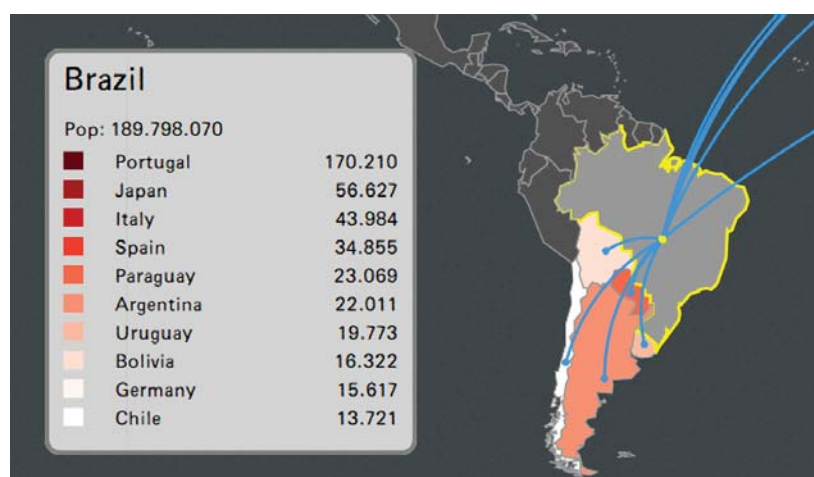 Brazil
Pop: 189.798.070
Portugal 170.210
Japan 56.627
Italy 43.984
Spain 34.855
Paraguay 23.069
Argentina 22.011
Uruguay 19.773
Bolivia 16.322
Germany 15.617
Chile 13.721